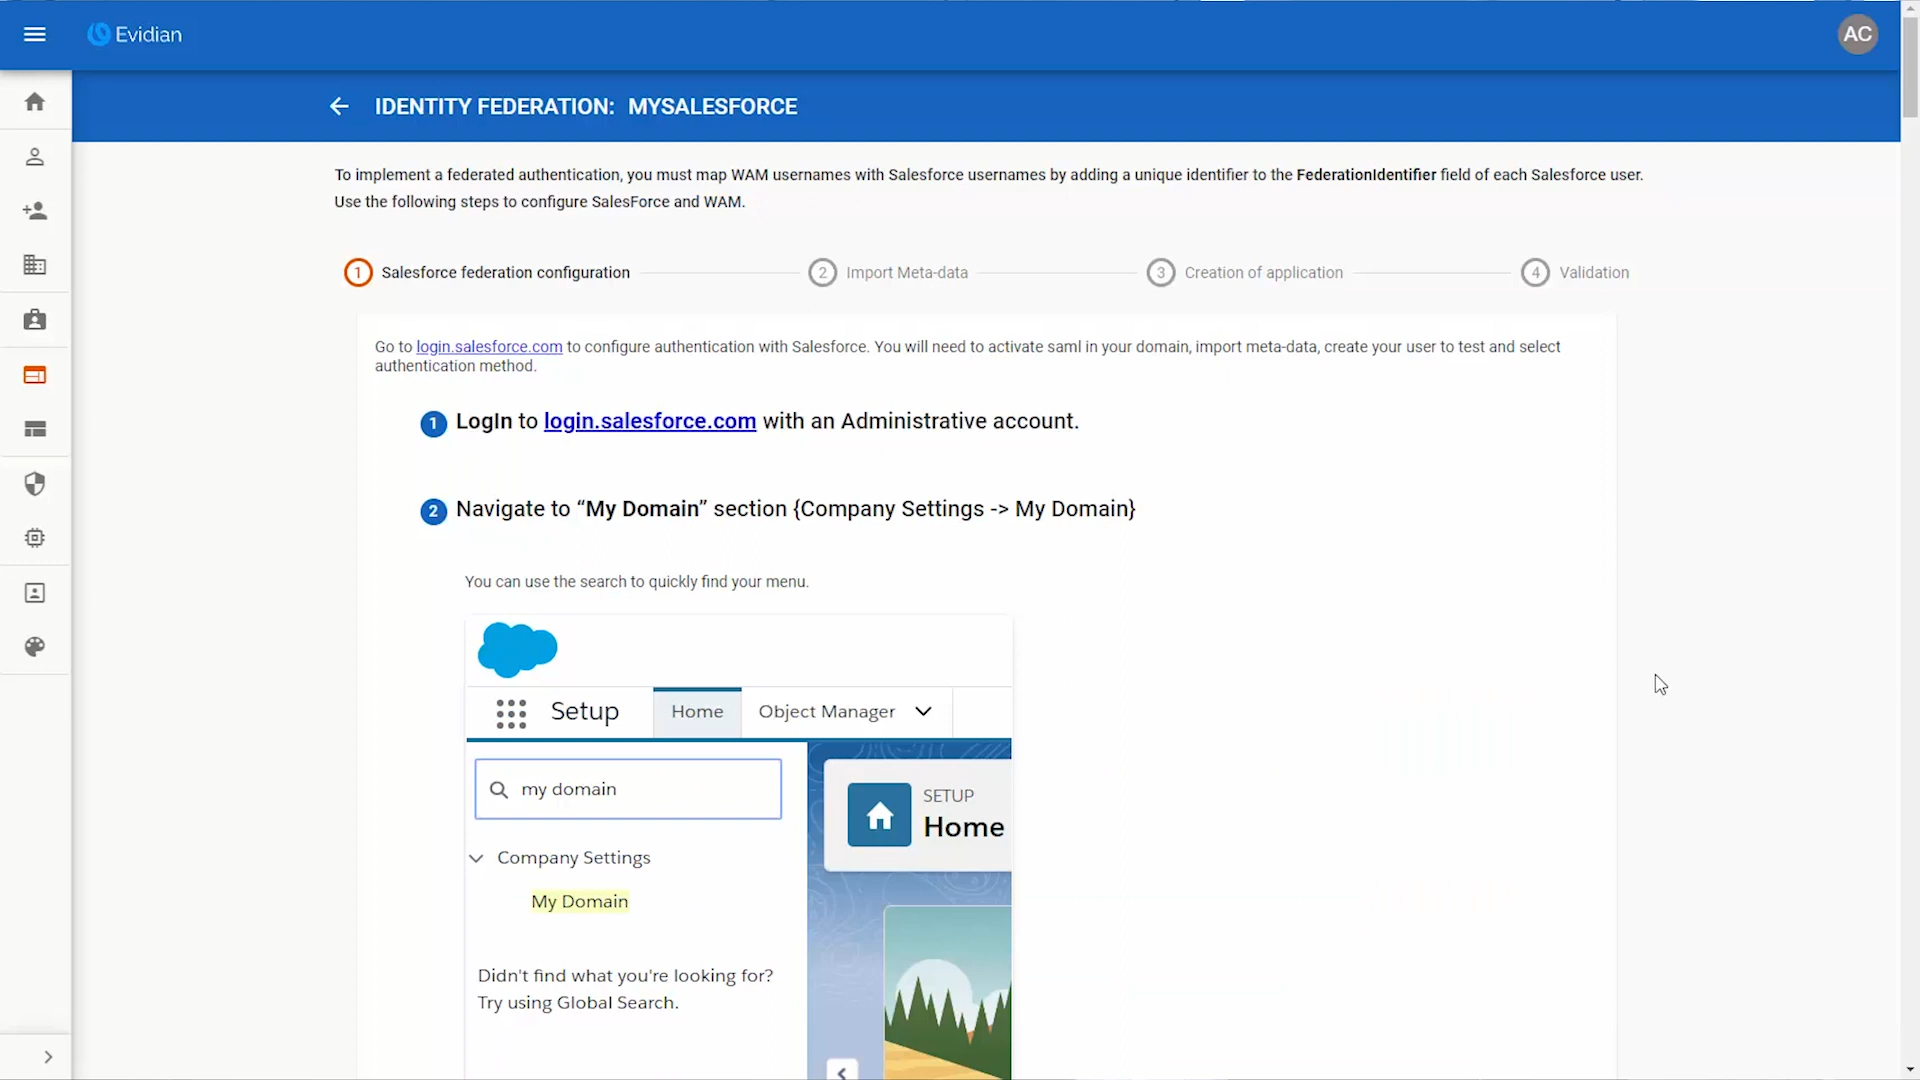 Evidian
AC
IDENTITY FEDERATION: MYSALESFORCE
To implement a federated authentication, you must map WAM usernames with Salesforce usernames by adding a unique identifier to the FederationIdentifier field of each Salesforce user.
Use the following steps to configure SalesForce and WAM.
1 Salesforce federation configuration
2 Import Meta-data
3 Creation of application
4 Validation
Go to login.salesforce.com to configure authentication with Salesforce. You will need to activate saml in your domain, import meta-data, create your user to test and select
authentication method.
1 LogIn to login.salesforce.com with an Administrative account.
2 Navigate to “My Domain” section {Company Settings -> My Domain}
You can use the search to quickly find your menu.
Setup
Home
Object Manager
my domain
SETUP
Home
Company Settings
My Domain
Didn't find what you're looking for?
Try using Global Search.